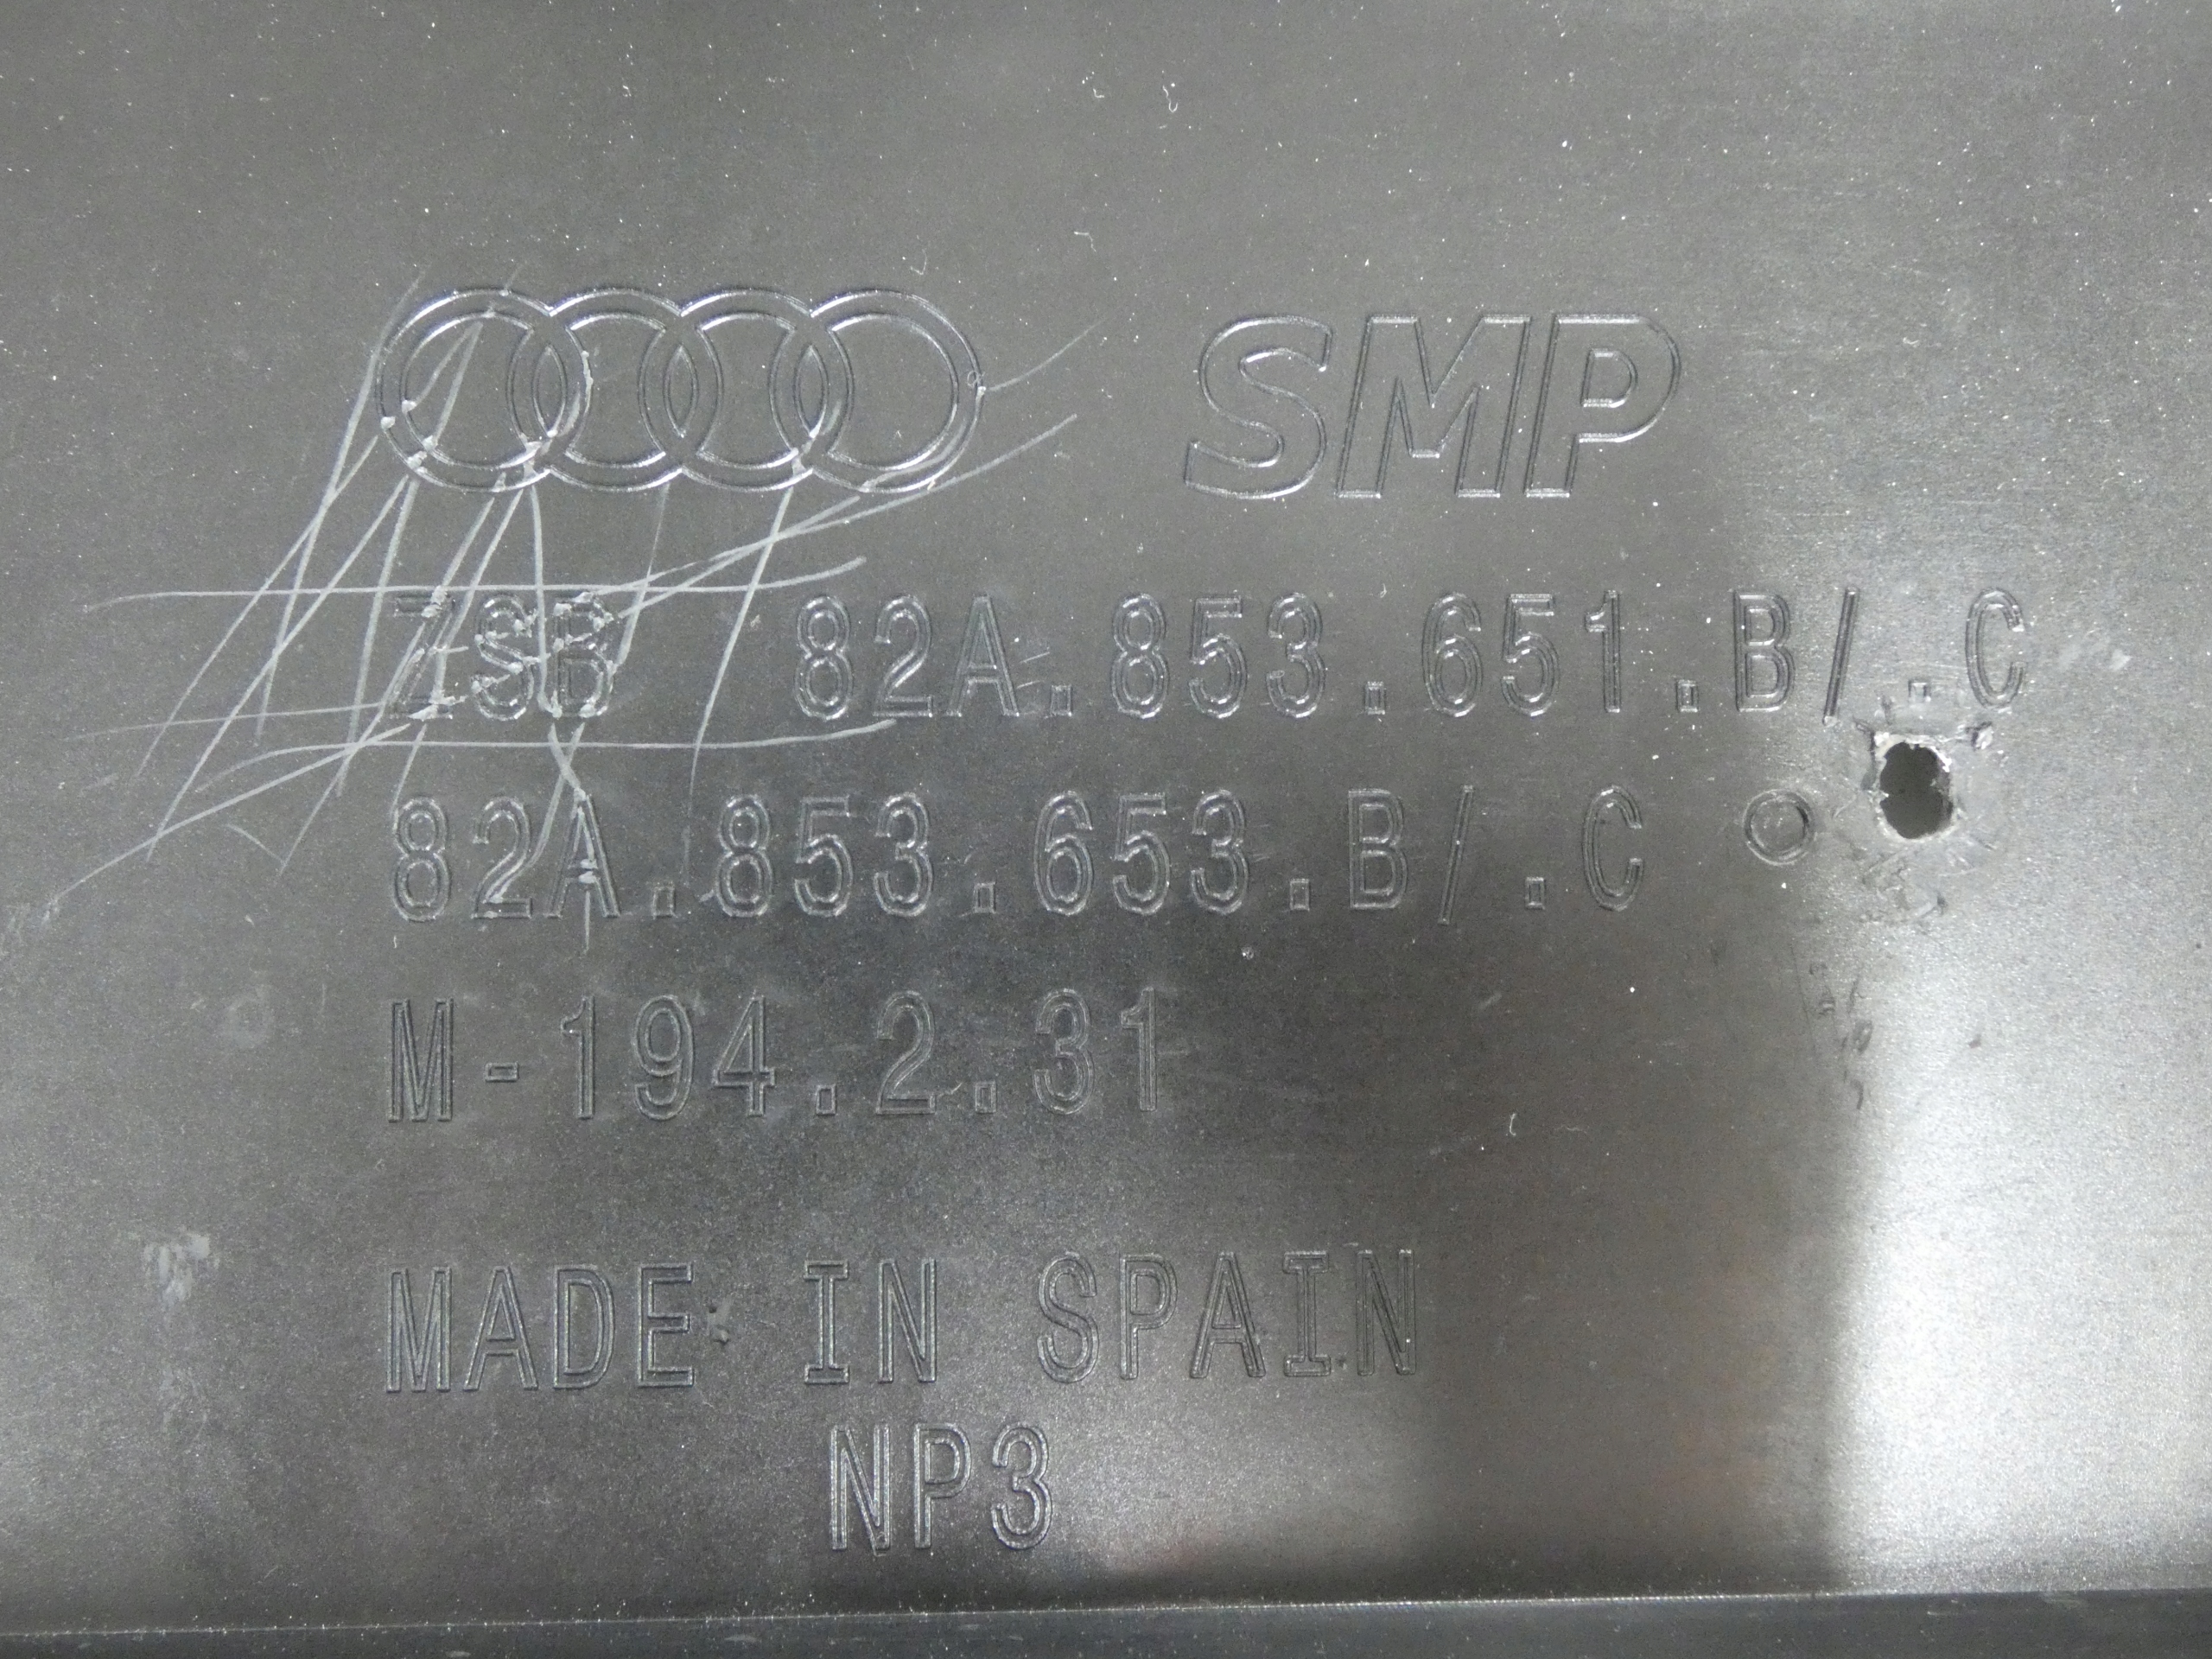 SMP
ZSB 82A.853.651.B/.C
82A.853.653.B/.C
M-194.2.31
MADE IN SPAIN
NP3